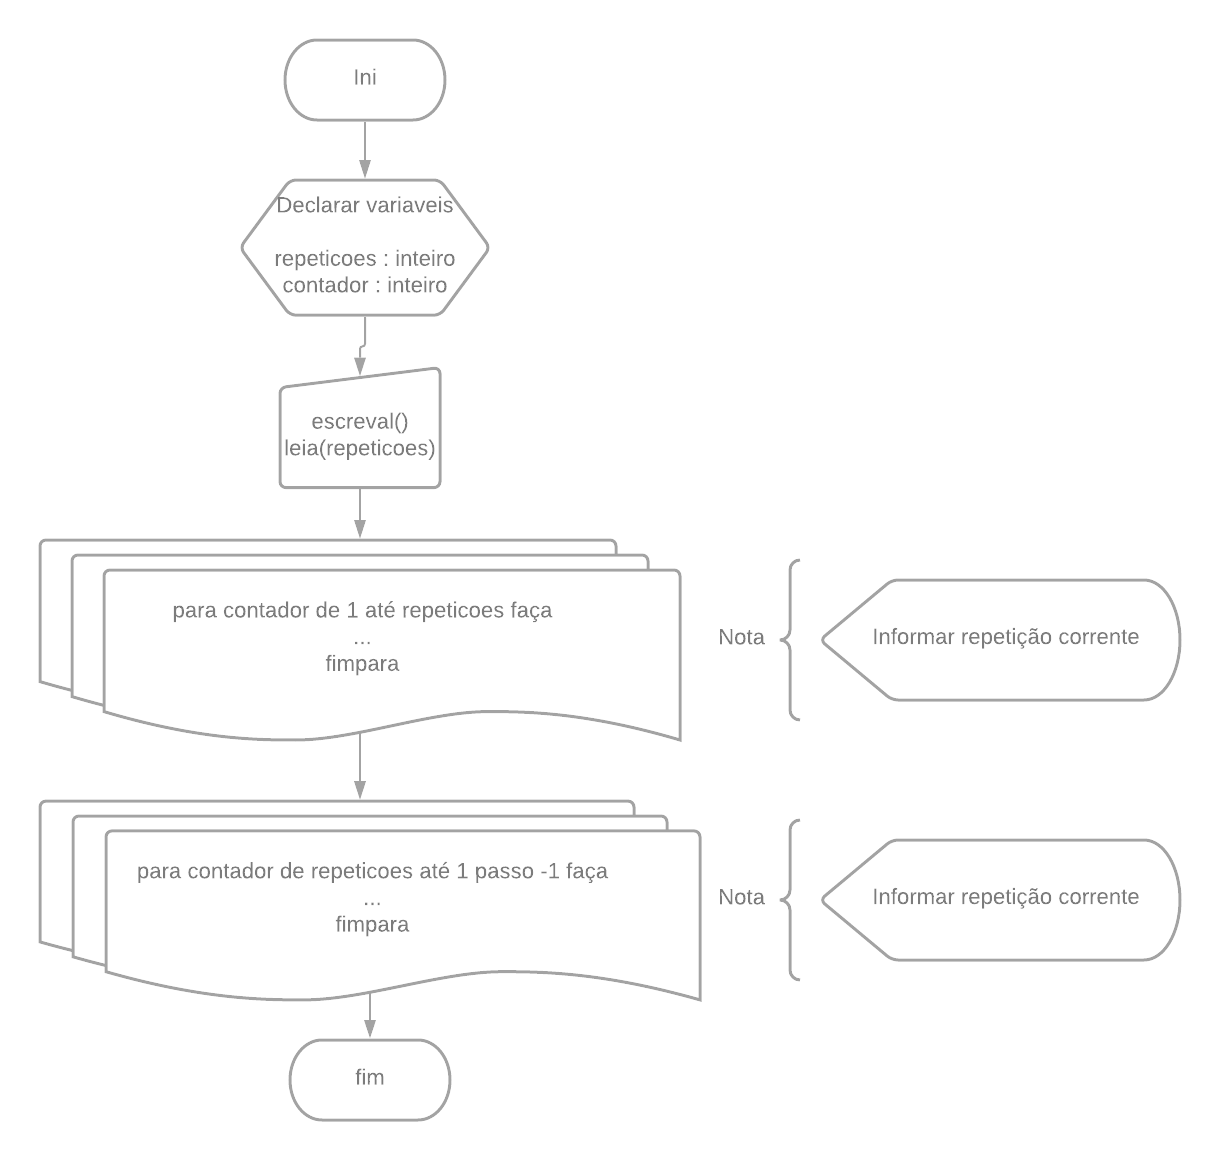 Ini
Declarar variaveis
repeticoes : inteiro
contador : inteiro
escreval()
leia(repeticoes)
para contador de 1 até repeticoes faça
...
fimpara
Nota
Informar repetição corrente
para contador de repeticoes até 1 passo -1 faça
...
fimpara
Nota
Informar repetição corrente
fim